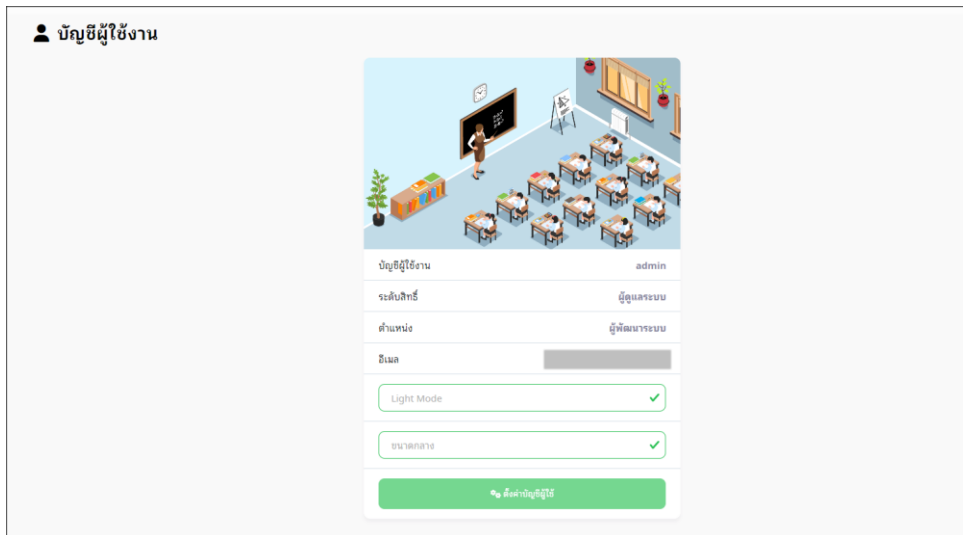 บัญชีผู้ใช้งาน
บัญชีผู้ใช้งาน admin
ระดับสิทธิ์ ผู้ดูแลระบบ
ตำแหน่ง ผู้พัฒนาระบบ
อีเมล
Light Mode
ขนาดกลาง
ตั้งค่าบัญชีผู้ใช้